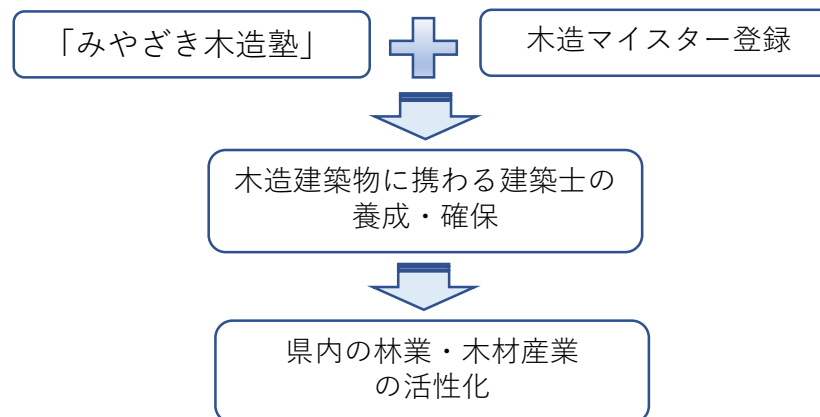 「みやざき木造塾」
木造マイスター登録
木造建築物に携わる建築士の
養成・確保
県内の林業・木材産業
の活性化